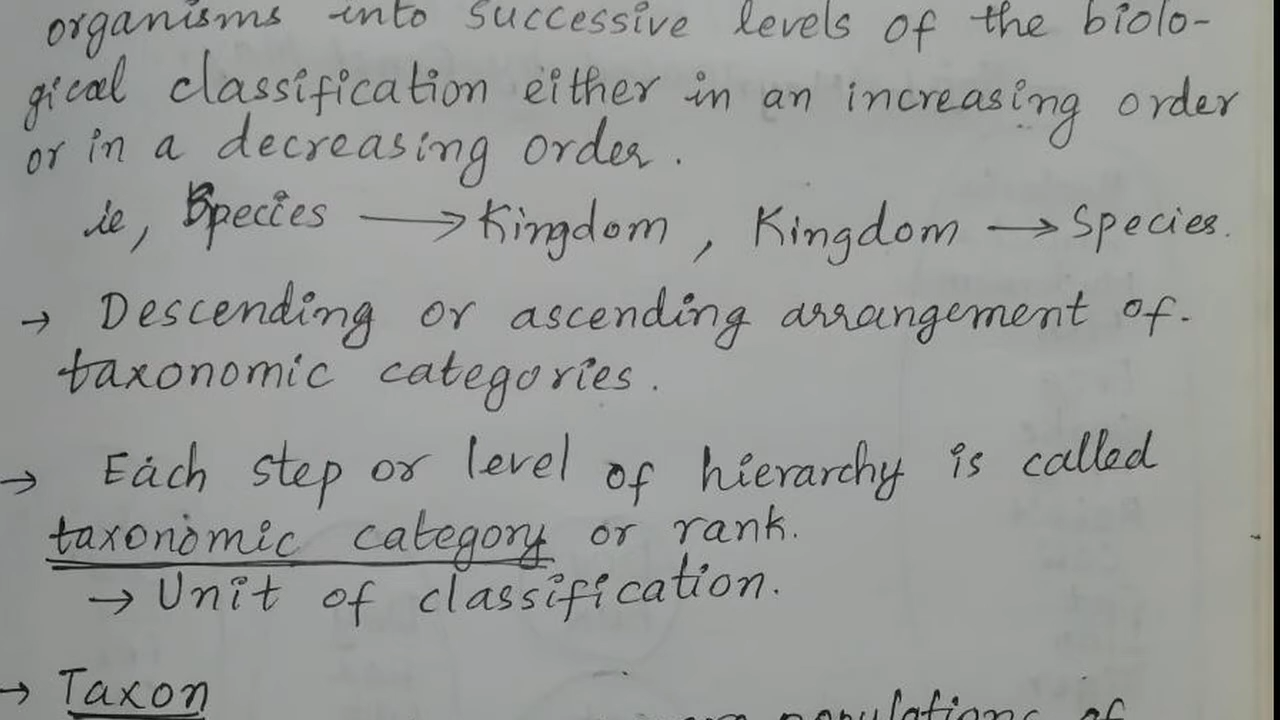 organisms into successive levels of the biolo-
gical classification either in an increasing order
or in a decreasing order.
ie, Species → Kingdom, Kingdom → Species.
→ Descending or ascending arrangement of.
taxonomic categories.
→ Each step or level of hierarchy is called
taxonomic category or rank.
→ Unit of classification.
→ Taxon
populations of